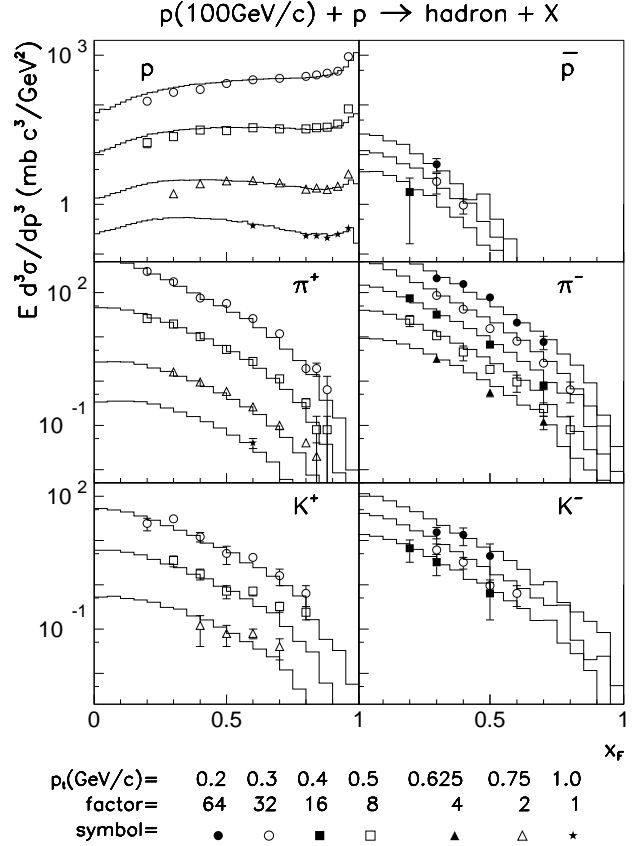 p(100GeV/c) + p → hadron + X
E d³σ/dp³ (mb c³/GeV²)
10³
1
p
p̅
10²
10⁻¹
π⁺
π⁻
10²
10⁻¹
K⁺
K⁻
0 0.5 1 0.5 1
x_F
pₜ(GeV/c)= 0.2 0.3 0.4 0.5 0.625 0.75 1.0
factor= 64 32 16 8 4 2 1
symbol= ● ○ ■ □ ▲ △ ★